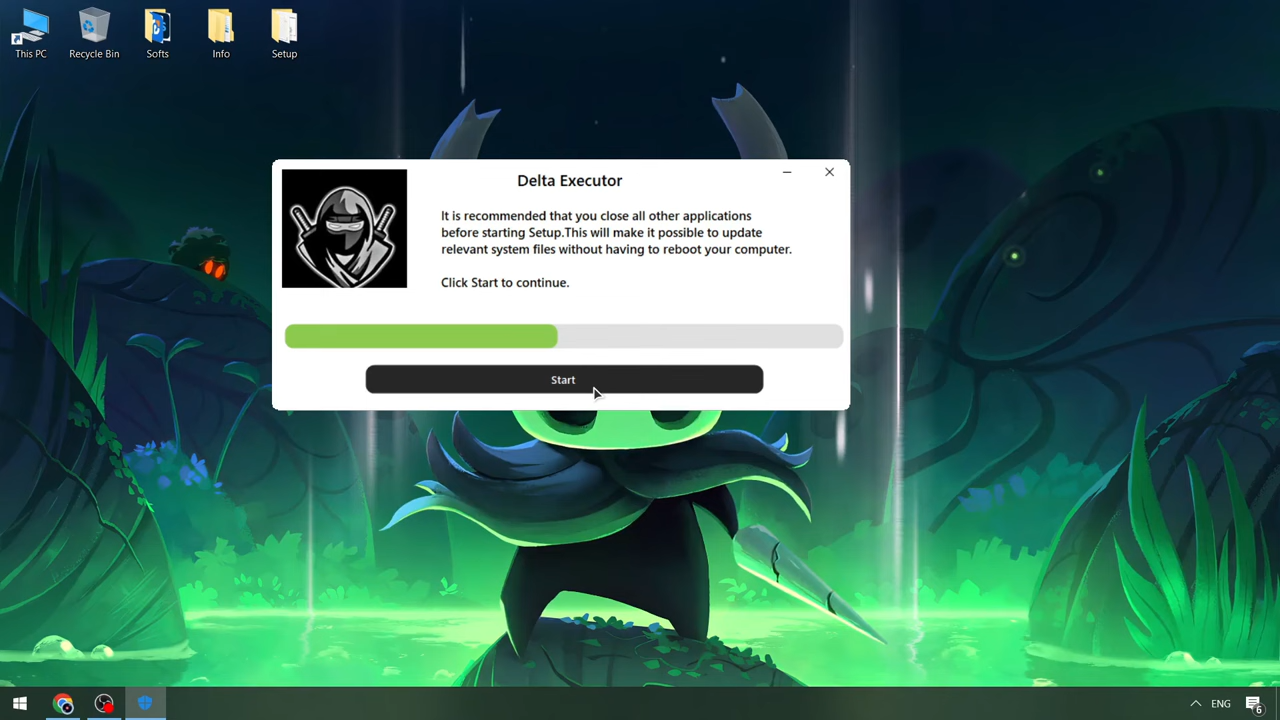 This PC
Recycle Bin
Softs
Info
Setup
Delta Executor
It is recommended that you close all other applications
before starting Setup.This will make it possible to update
relevant system files without having to reboot your computer.
Click Start to continue.
Start
ENG
6